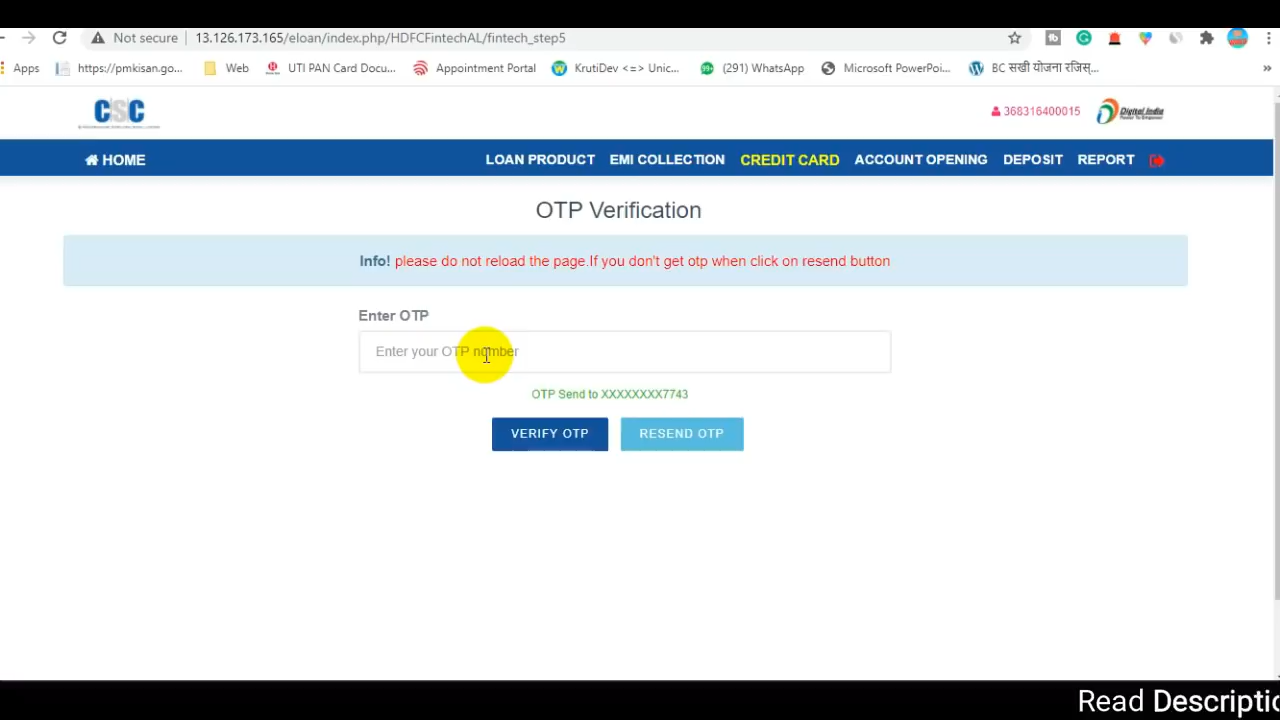 Not secure | 13.126.173.165/eloan/index.php/HDFCFintechAL/fintech_step5
Apps https://pmkisan.go... Web UTI PAN Card Docu... Appointment Portal KrutiDev <=> Unic... (291) WhatsApp Microsoft PowerPoi... BC सखी योजना रजिस्... »
CSC 368316400015 Digital India
HOME LOAN PRODUCT EMI COLLECTION CREDIT CARD ACCOUNT OPENING DEPOSIT REPORT
OTP Verification
Info! please do not reload the page.If you don't get otp when click on resend button
Enter OTP
Enter your OTP number
OTP Send to XXXXXXXX7743
VERIFY OTP RESEND OTP
Read Descriptio